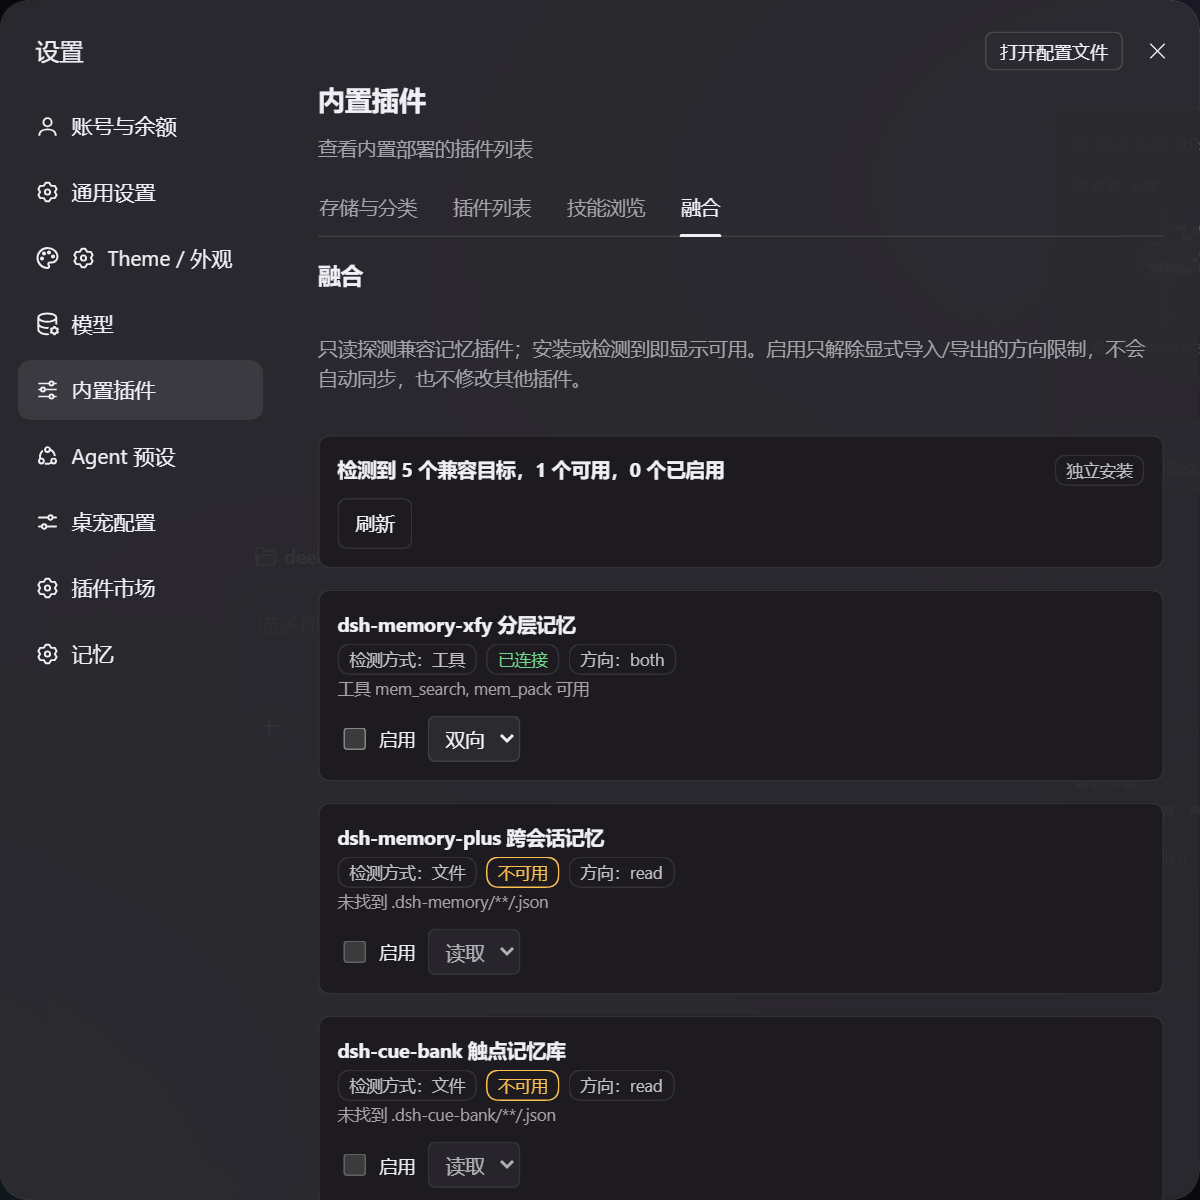 设置
打开配置文件
账号与余额
通用设置
Theme / 外观
模型
内置插件
Agent 预设
桌宠配置
插件市场
记忆
内置插件
查看内置部署的插件列表
存储与分类 插件列表 技能浏览 融合
融合
只读探测兼容记忆插件；安装或检测到即显示可用。启用只解除显式导入/导出的方向限制，不会
自动同步，也不修改其他插件。
检测到 5 个兼容目标，1 个可用，0 个已启用
独立安装
刷新
dsh-memory-xfy 分层记忆
检测方式：工具 已连接 方向：both
工具 mem_search, mem_pack 可用
启用 双向
dsh-memory-plus 跨会话记忆
检测方式：文件 不可用 方向：read
未找到 .dsh-memory/**/.json
启用 读取
dsh-cue-bank 触点记忆库
检测方式：文件 不可用 方向：read
未找到 .dsh-cue-bank/**/.json
启用 读取